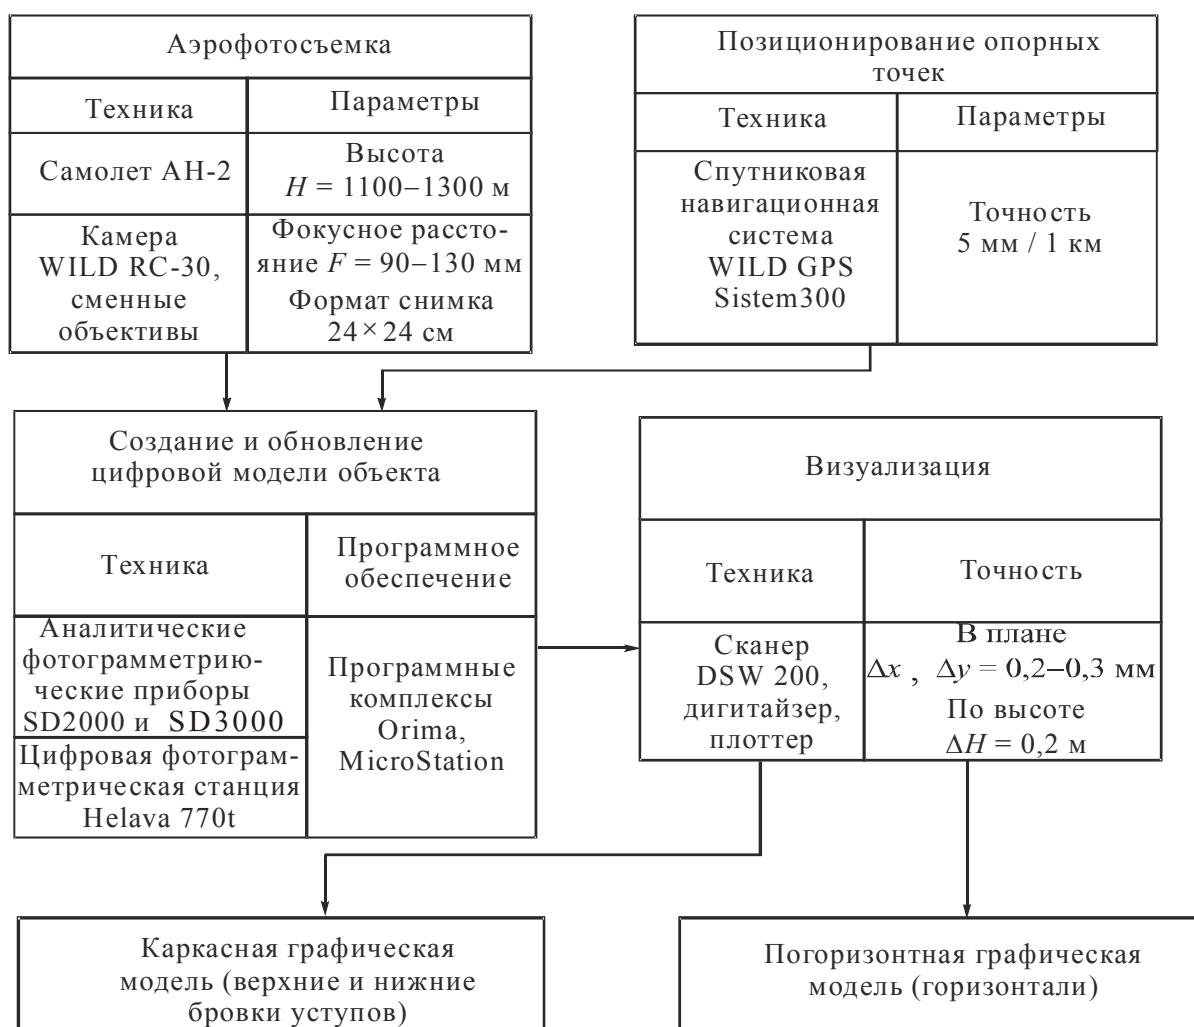 Аэрофотосъемка
Техника
Параметры
Самолет АН-2
Высота
H = 1100–1300 м
Камера
WILD RC-30,
сменные
объективы
Фокусное рассто-
яние F = 90–130 мм
Формат снимка
24×24 см
Позиционирование опорных
точек
Техника
Параметры
Спутниковая
навигационная
система
WILD GPS
Sistem300
Точность
5 мм / 1 км
Создание и обновление
цифровой модели объекта
Техника
Программное
обеспечение
Аналитические
фотограмметрию-
ческие приборы
SD2000 и SD3000
Цифровая фотограм-
метрическая станция
Helava 770t
Программные
комплексы
Orima,
MicroStation
Визуализация
Техника
Точность
Сканер
DSW 200,
дигитайзер,
плоттер
В плане
Δx , Δy = 0,2–0,3 мм
По высоте
ΔH = 0,2 м
Каркасная графическая
модель (верхние и нижние
бровки уступов)
Погоризонтная графическая
модель (горизонтали)